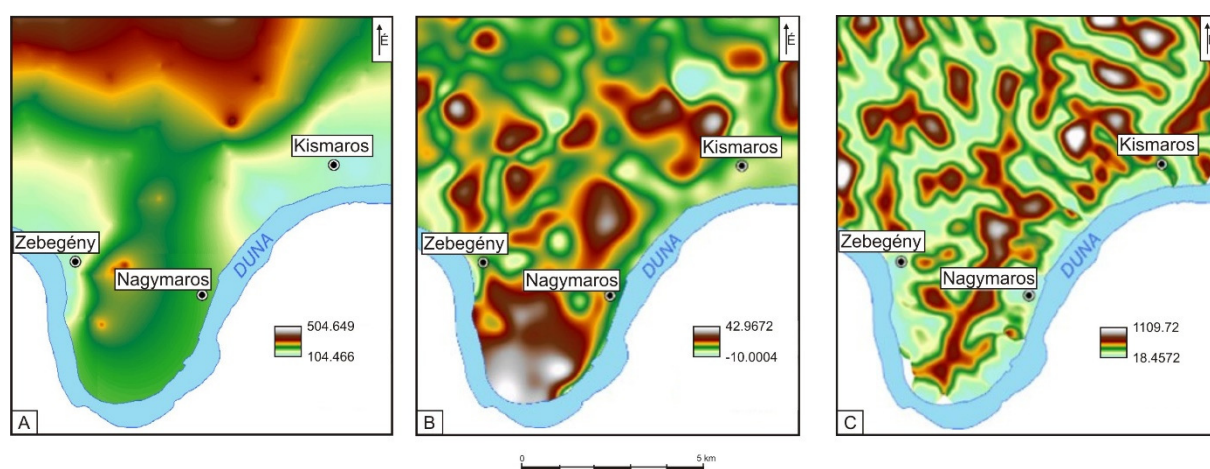 É
Kismaros
Zebegény
Nagymaros
DUNA
504.649
104.466
A
É
Kismaros
Zebegény
Nagymaros
DUNA
42.9672
-10.0004
B
Kismaros
Zebegény
Nagymaros
DUNA
1109.72
18.4572
C
0 5 km